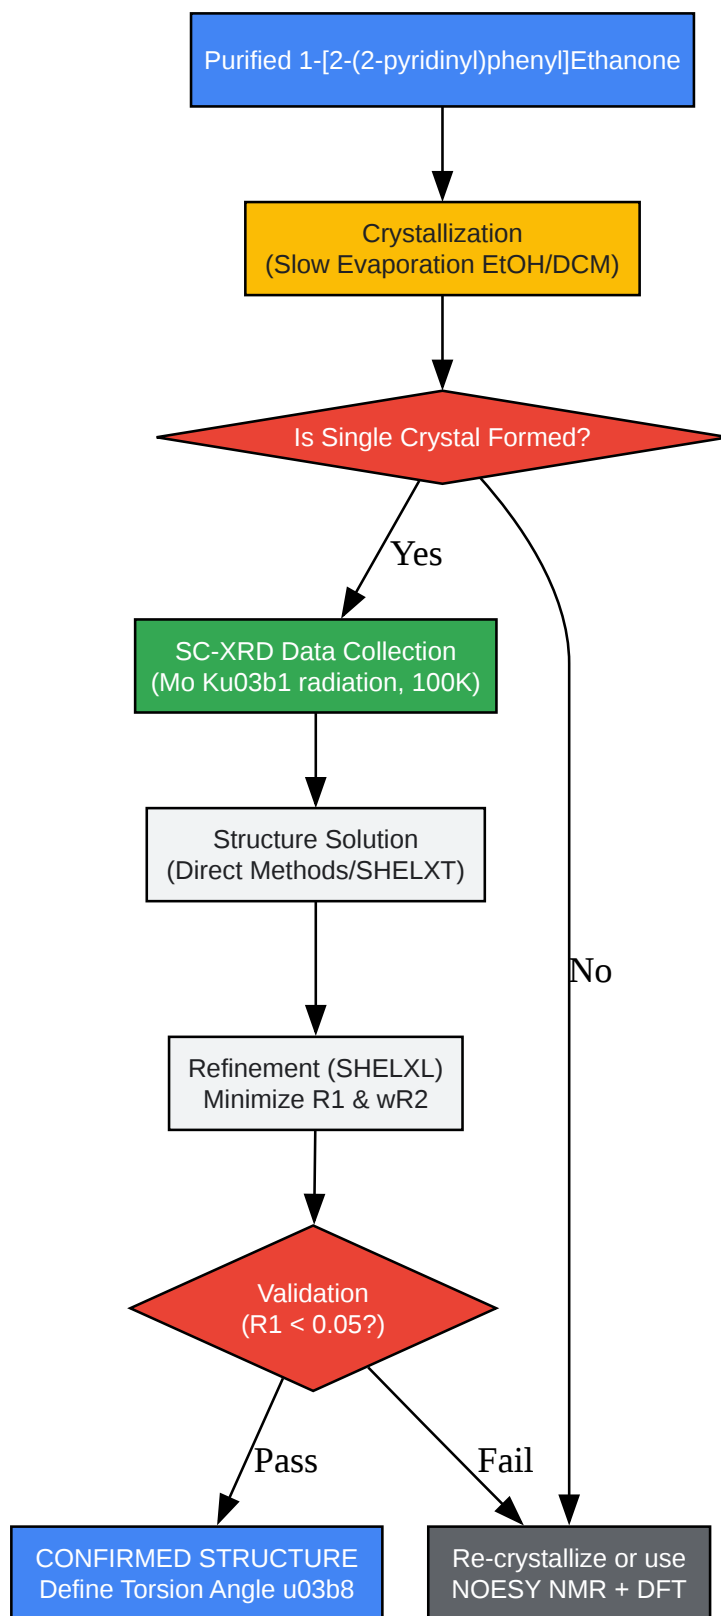 Purified 1-[2-(2-pyridinyl)phenyl]Ethanone
Crystallization
(Slow Evaporation EtOH/DCM)
Is Single Crystal Formed?
Yes
SC-XRD Data Collection
(Mo Ku03b1 radiation, 100K)
Structure Solution
(Direct Methods/SHELXT)
No
Refinement (SHELXL)
Minimize R1 & wR2
Validation
(R1 < 0.05?)
Pass
Fail
CONFIRMED STRUCTURE
Define Torsion Angle u03b8
Re-crystallize or use
NOESY NMR + DFT